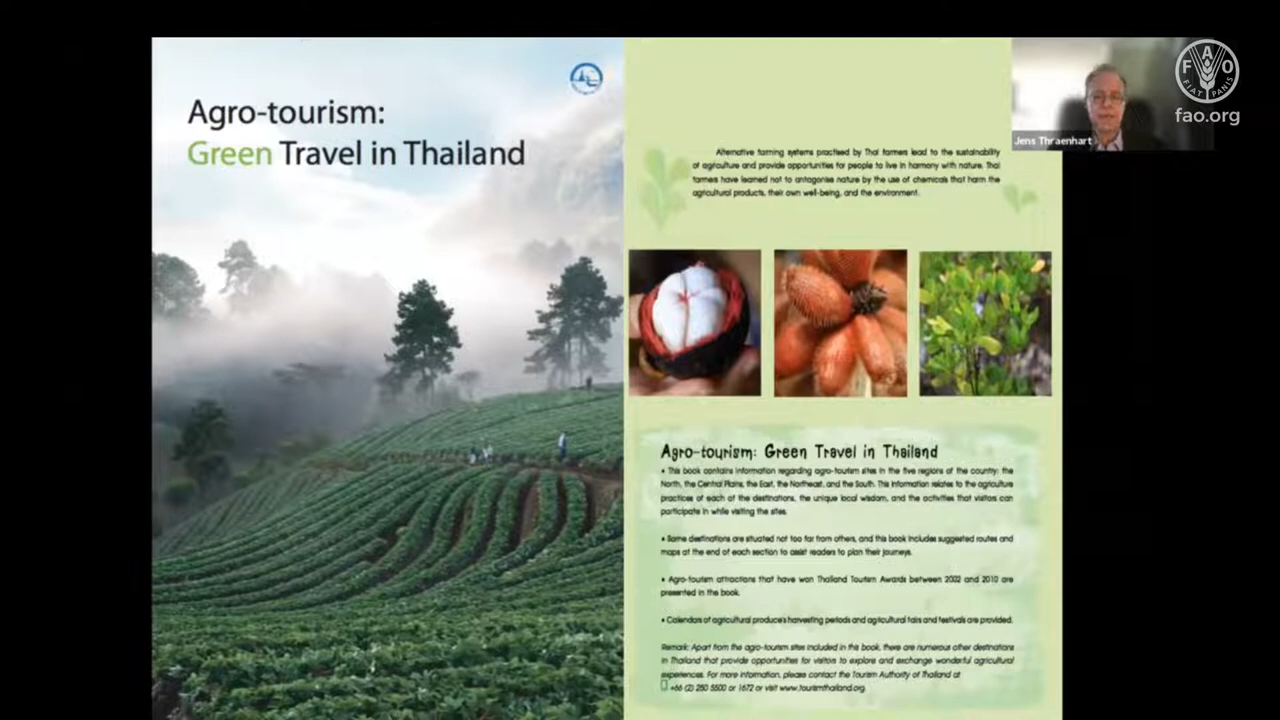 Agro-tourism:
Green Travel in Thailand
FAO
FIAT PANIS
fao.org
Jens Thraenhart
Alternative farming systems practised by Thai farmers lead to the sustainability
of agriculture and provide opportunities for people to live in harmony with nature. Thai
farmers have learned not to antagonise nature by the use of chemicals that harm the
agricultural products, their own well-being, and the environment.
Agro-tourism: Green Travel in Thailand
• This book contains information regarding agro-tourism sites in the five regions of the country: the
North, the Central Plains, the East, the Northeast, and the South. This information relates to the agriculture
practices of each of the destinations, the unique local wisdom, and the activities that visitors can
participate in while visiting the sites.
• Some destinations are situated not too far from others, and this book includes suggested routes and
maps at the end of each section to assist readers to plan their journeys.
• Agro-tourism attractions that have won Thailand Tourism Awards between 2002 and 2010 are
presented in the book.
• Calendars of agricultural produce's harvesting periods and agricultural fairs and festivals are provided.
Remark: Apart from the agro-tourism sites included in this book, there are numerous other destinations
in Thailand that provide opportunities for visitors to explore and exchange wonderful agricultural
experiences. For more information, please contact the Tourism Authority of Thailand at
+66 (2) 250 5500 or 1672 or visit www.tourismthailand.org